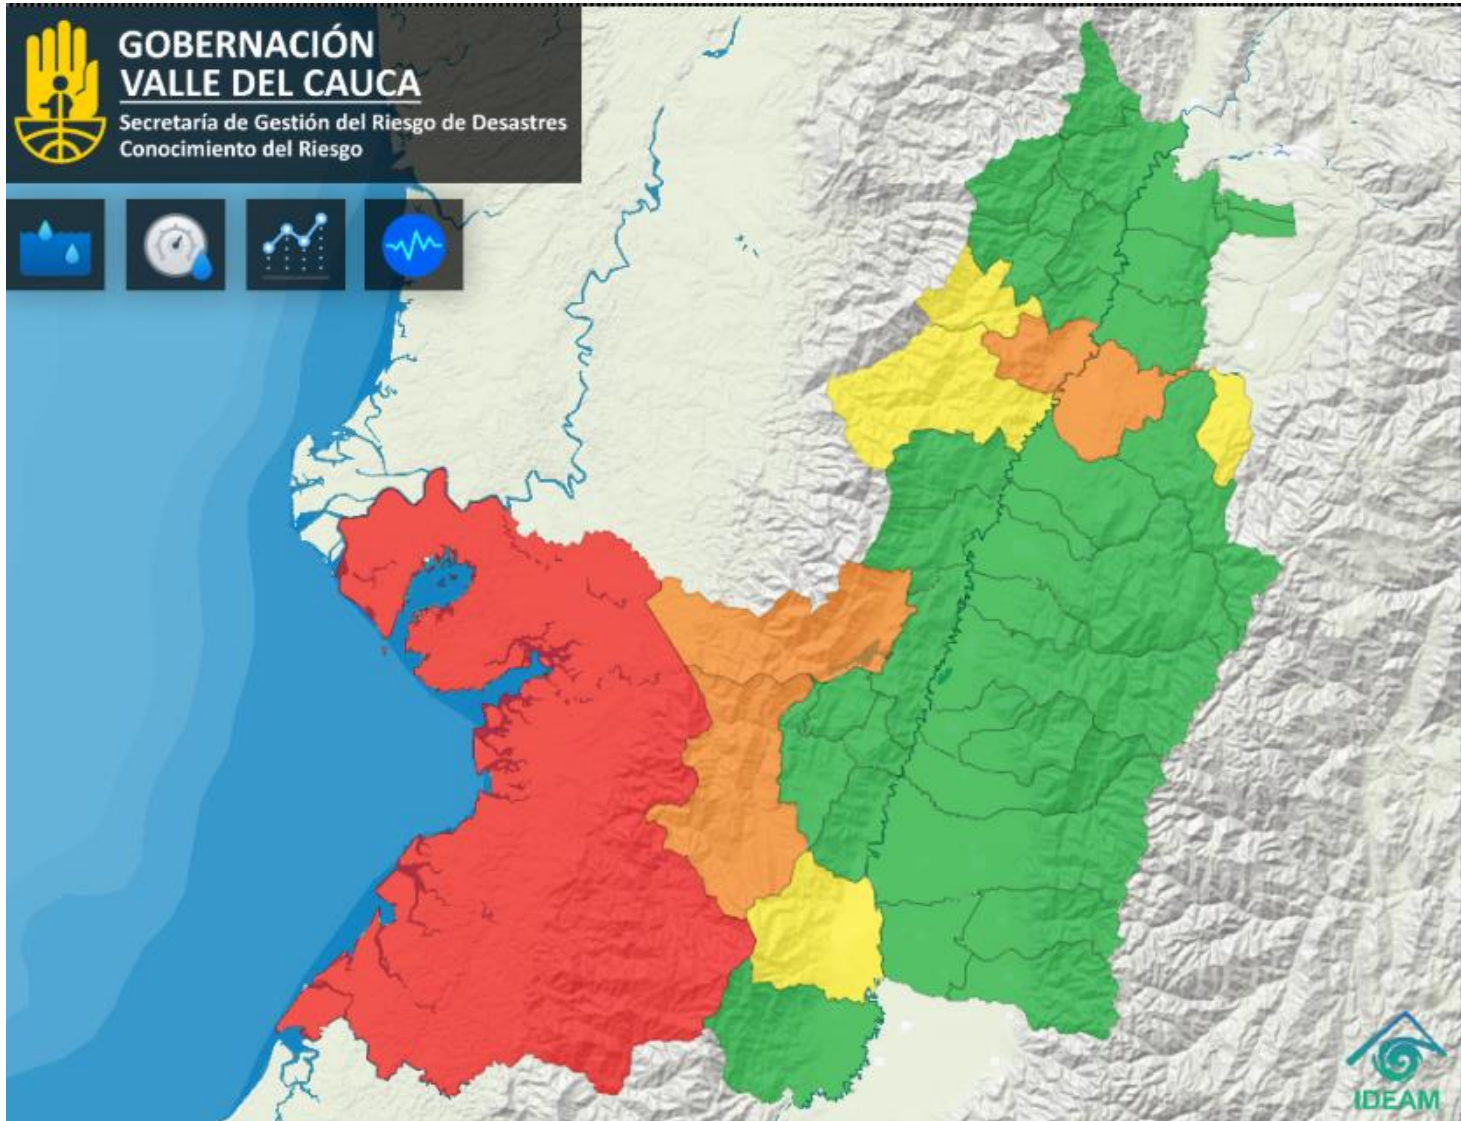 GOBERNACIÓN
VALLE DEL CAUCA
Secretaría de Gestión del Riesgo de Desastres
Conocimiento del Riesgo
IDEAM